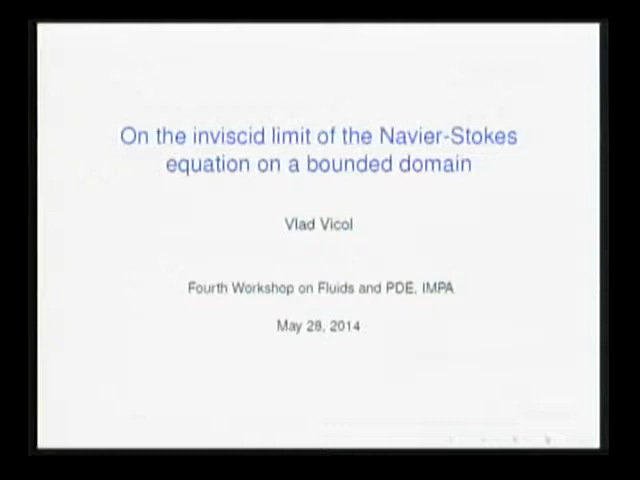 On the inviscid limit of the Navier-Stokes
equation on a bounded domain
Vlad Vicol
Fourth Workshop on Fluids and PDE, IMPA
May 28, 2014